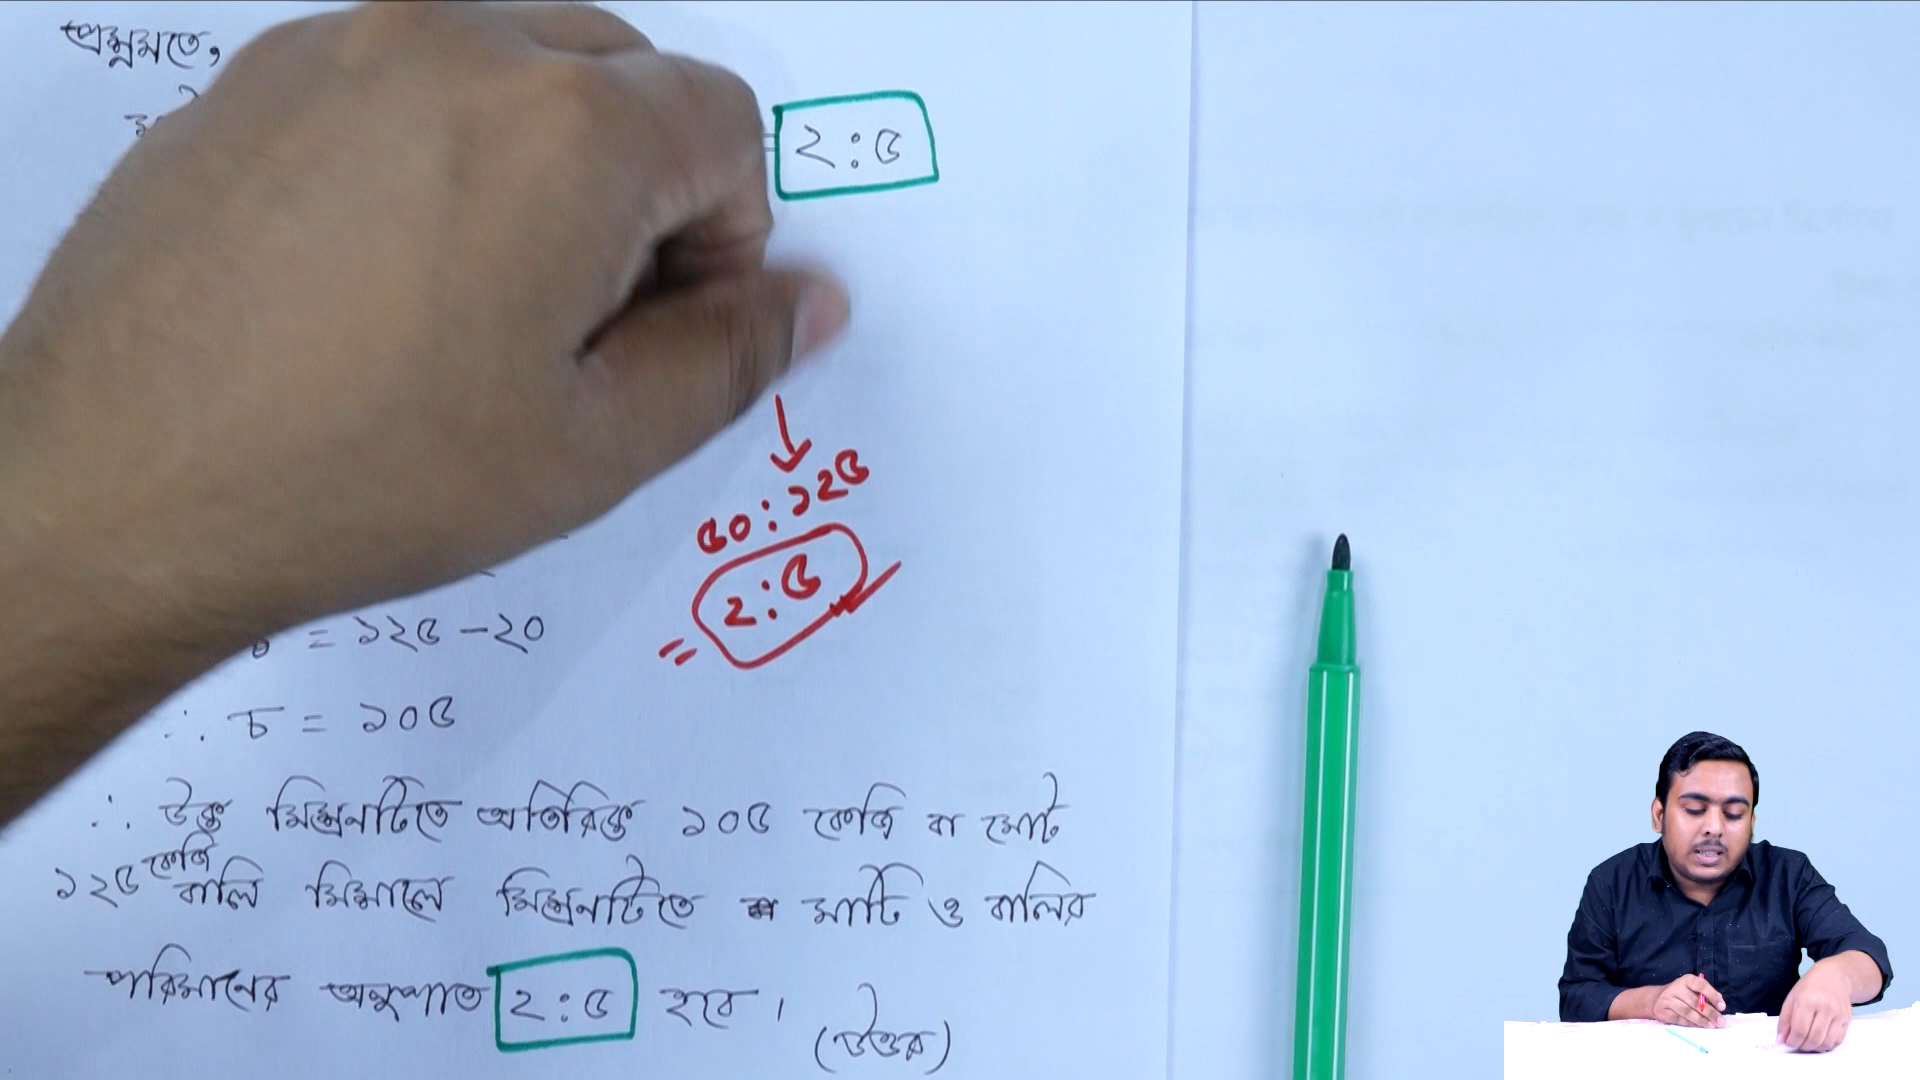 প্রশ্নমতে,
= ২:৫
৫০:১২৫
= ২:৫
চ = ১২৫ - ২০
∴ চ = ১০৫
∴ উক্ত মিশ্রনটিতে অতিরিক্ত ১০৫ কেজি বা মোট
১২৫ কেজি বালি মিশালে মিশ্রনটিতে মাটি ও বালির
পরিমানের অনুপাত ২:৫ হবে।
(উত্তর)